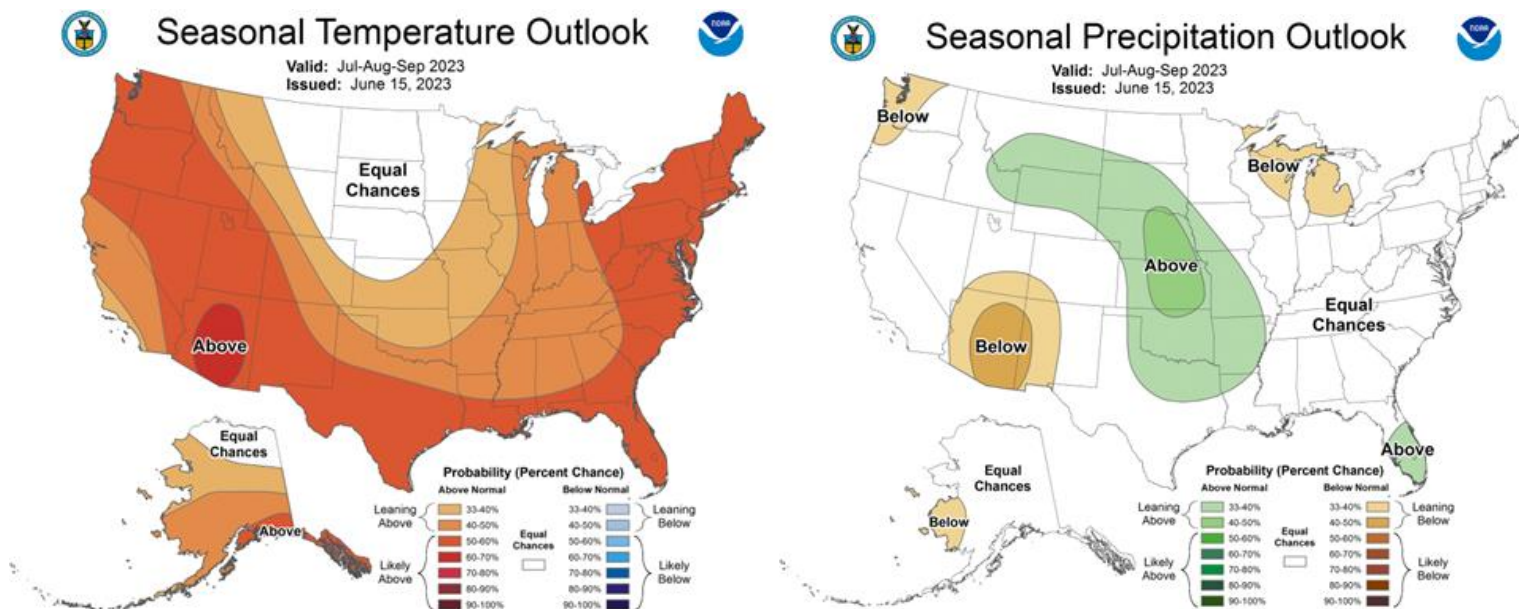 Seasonal Temperature Outlook
Valid: Jul-Aug-Sep 2023
Issued: June 15, 2023
noaa
Equal
Chances
Above
Equal
Chances
Above
Probability (Percent Chance)
Above Normal
Below Normal
Leaning
Above
33-40%
40-50%
Likely
Above
50-60%
60-70%
70-80%
80-90%
90-100%
Equal
Chances
33-40%
40-50%
Leaning
Below
50-60%
60-70%
70-80%
80-90%
90-100%
Likely
Below
Seasonal Precipitation Outlook
Valid: Jul-Aug-Sep 2023
Issued: June 15, 2023
noaa
Below
Below
Above
Equal
Chances
Below
Above
Equal
Chances
Below
Probability (Percent Chance)
Above Normal
Below Normal
Leaning
Above
33-40%
40-50%
Likely
Above
50-60%
60-70%
70-80%
80-90%
90-100%
Equal
Chances
33-40%
40-50%
Leaning
Below
50-60%
60-70%
70-80%
80-90%
90-100%
Likely
Below